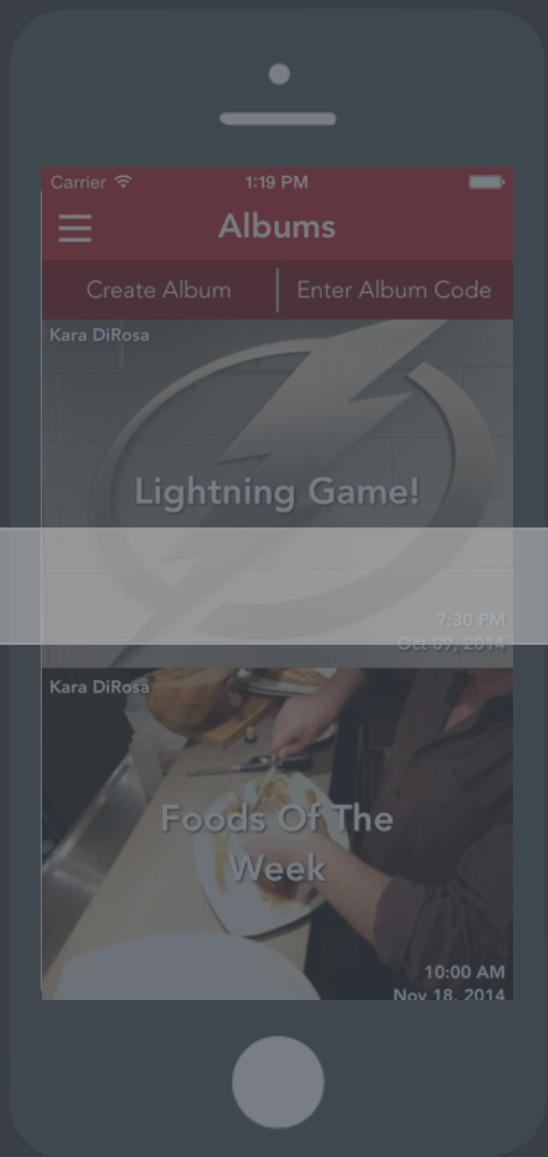 Carrier 1:19 PM
Albums
Create Album Enter Album Code
Kara DiRosa
Lightning Game!
7:30 PM
Oct 09, 2014
Kara DiRosa
Foods Of The
Week
10:00 AM
Nov 18, 2014